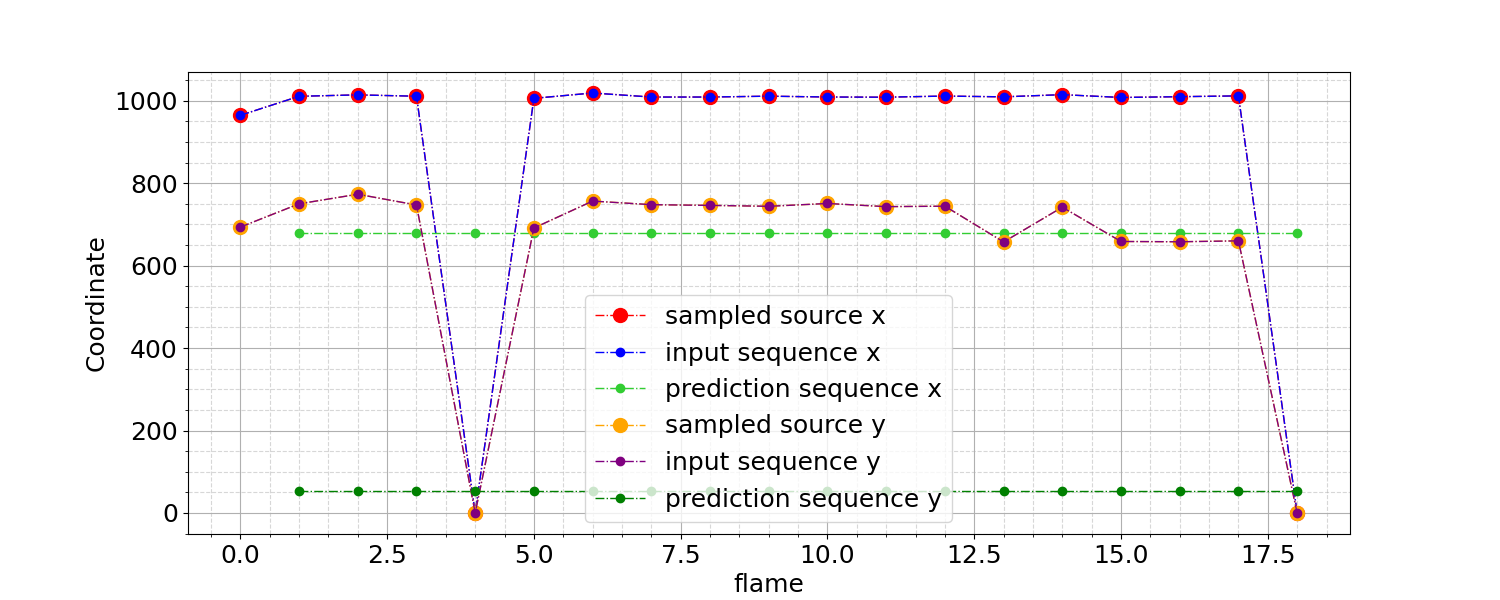 1000
800
600
400
200
0
Coordinate
sampled source x
input sequence x
prediction sequence x
sampled source y
input sequence y
prediction sequence y
0.0 2.5 5.0 7.5 10.0 12.5 15.0 17.5
flame